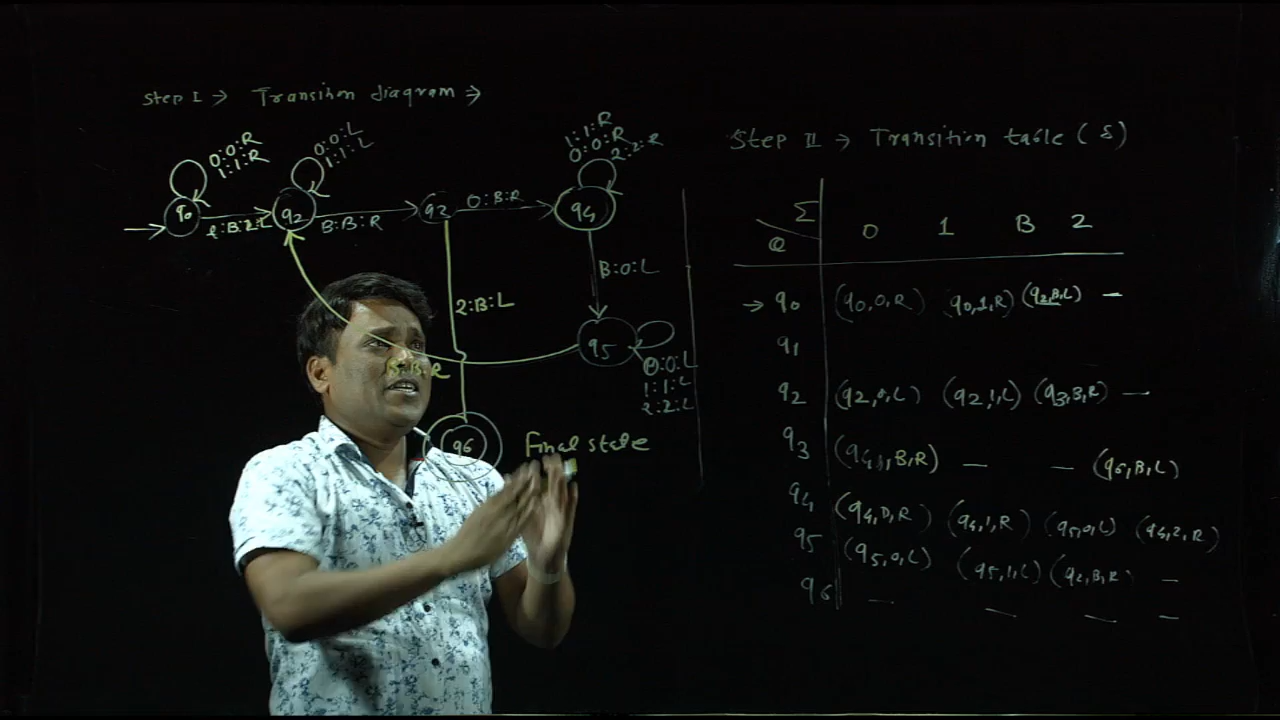 Step I → Transition diagram →
0:0:R
1:1:R
0:0:L
1:1:L
1:1:R
0:0:R
2:2:R
q0
q2
B:B:R
q3
0:B:R
q4
B:0:L
2:B:L
q5
0:0:L
1:1:L
2:2:L
B:B:R
q6
final state
Step II → Transition table (δ)
Σ
Q
0 1 B 2
→ q0 (q0,0,R) q0,1,R) (q2,B,L) —
q1
q2 (q2,0,L) (q2,1,L) (q3,B,R) —
q3 (q4,B,R) — — (q6,B,L)
q4 (q4,0,R) (q4,1,R) (q5,0,L) (q4,2,R)
q5 (q5,0,L) (q5,1,L) (q2,B,R) —
q6 — — — —